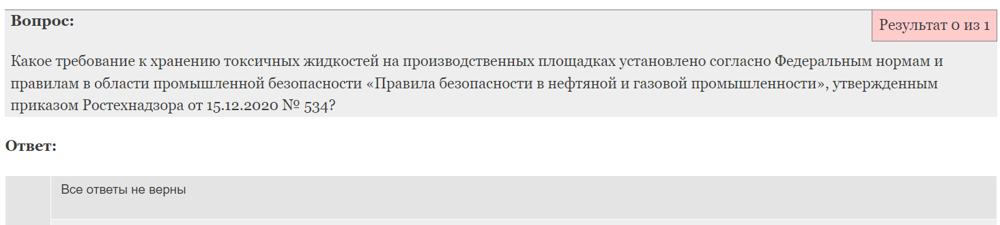 Вопрос:
Результат 0 из 1
Какое требование к хранению токсичных жидкостей на производственных площадках установлено согласно Федеральным нормам и
правилам в области промышленной безопасности «Правила безопасности в нефтяной и газовой промышленности», утвержденным
приказом Ростехнадзора от 15.12.2020 № 534?
Ответ:
Все ответы не верны